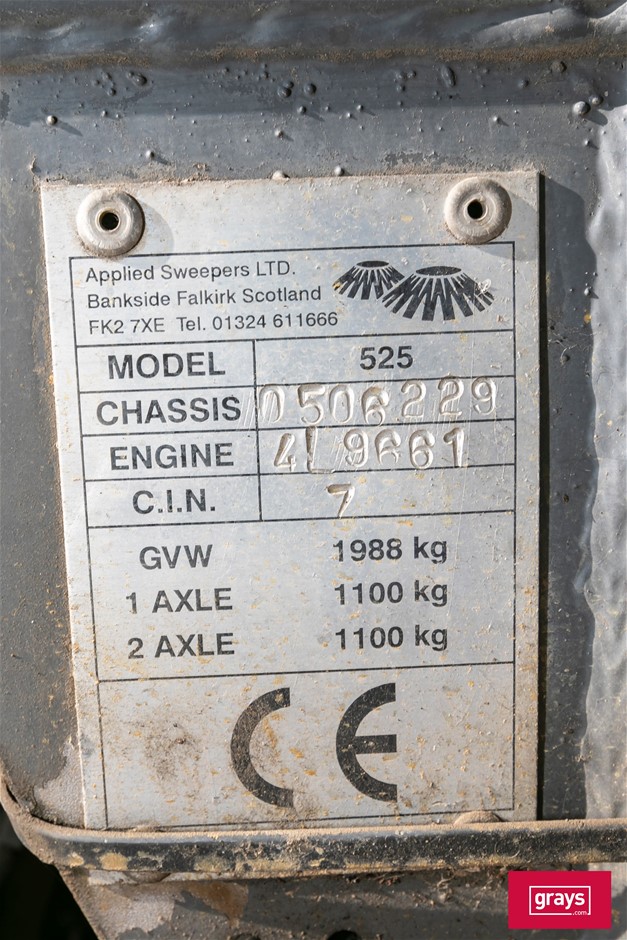 Applied Sweepers LTD.
Bankside Falkirk Scotland
FK2 7XE Tel. 01324 611666
MODEL 525
CHASSIS 0506229
ENGINE 4L9661
C.I.N. 7
GVW 1988 kg
1 AXLE 1100 kg
2 AXLE 1100 kg
CE
grays
.com